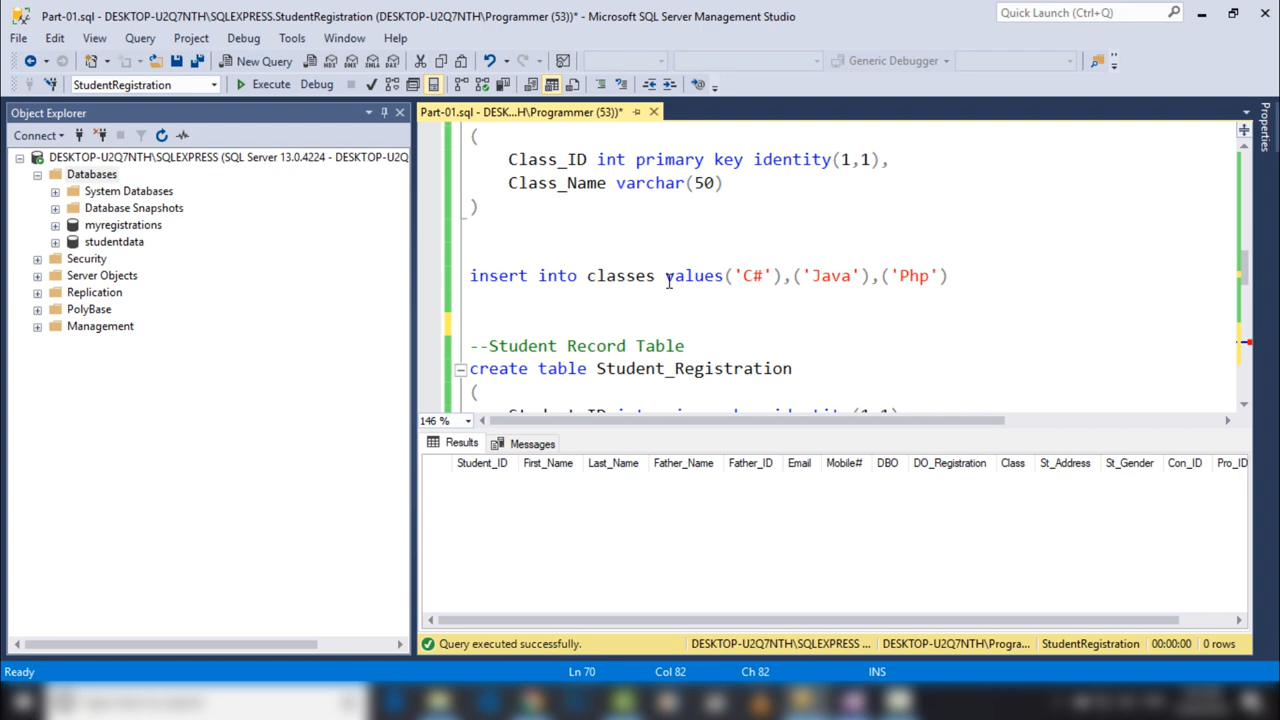 Part-01.sql - DESKTOP-U2Q7NTH\SQLEXPRESS.StudentRegistration (DESKTOP-U2Q7NTH\Programmer (53))* - Microsoft SQL Server Management Studio
Quick Launch (Ctrl+Q)
File Edit View Query Project Debug Tools Window Help
New Query
Generic Debugger
StudentRegistration
Execute Debug
Object Explorer
Part-01.sql - DESK...H\Programmer (53))*
Properties
Connect
DESKTOP-U2Q7NTH\SQLEXPRESS (SQL Server 13.0.4224 - DESKTOP-U2Q
Databases
System Databases
Database Snapshots
myregistrations
studentdata
Security
Server Objects
Replication
PolyBase
Management
(
Class_ID int primary key identity(1,1),
Class_Name varchar(50)
)
insert into classes values('C#'),('Java'),('Php')
--Student Record Table
create table Student_Registration
(
146 %
Results Messages
Student_ID First_Name Last_Name Father_Name Father_ID Email Mobile# DBO DO_Registration Class St_Address St_Gender Con_ID Pro_ID
Query executed successfully.
DESKTOP-U2Q7NTH\SQLEXPRESS ... DESKTOP-U2Q7NTH\Progra... StudentRegistration 00:00:00 0 rows
Ready Ln 70 Col 82 Ch 82 INS